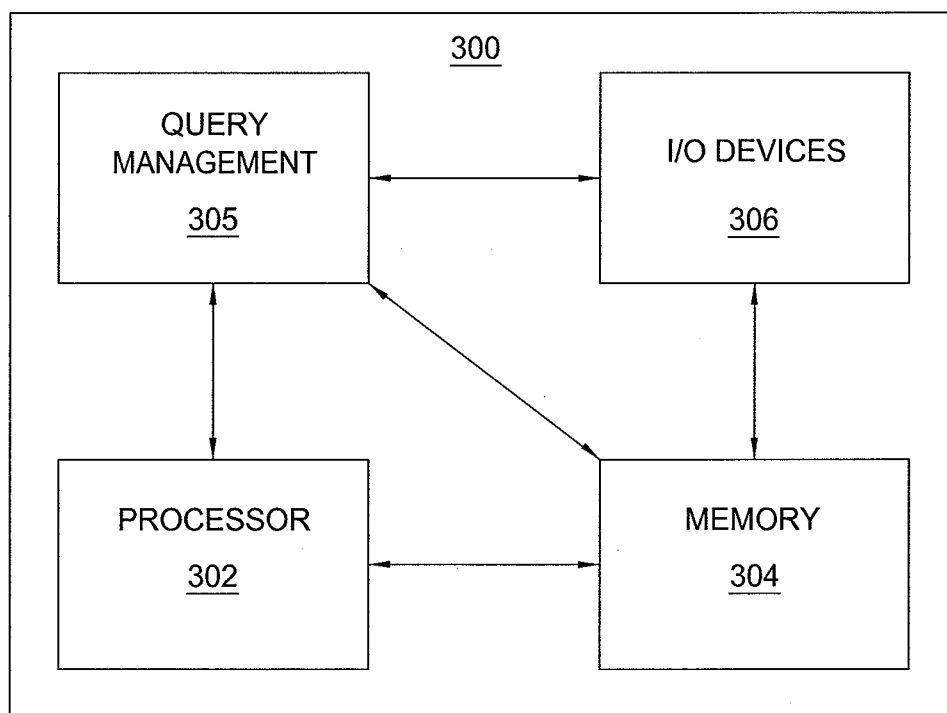 300
QUERY
MANAGEMENT
305
I/O DEVICES
306
PROCESSOR
302
MEMORY
304